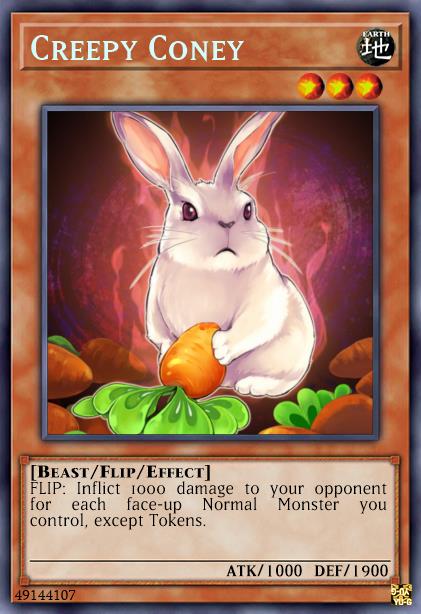 CREEPY CONEY
EARTH
地
[BEAST/FLIP/EFFECT]
FLIP: Inflict 1000 damage to your opponent
for each face-up Normal Monster you
control, except Tokens.
ATK/1000 DEF/1900
49144107